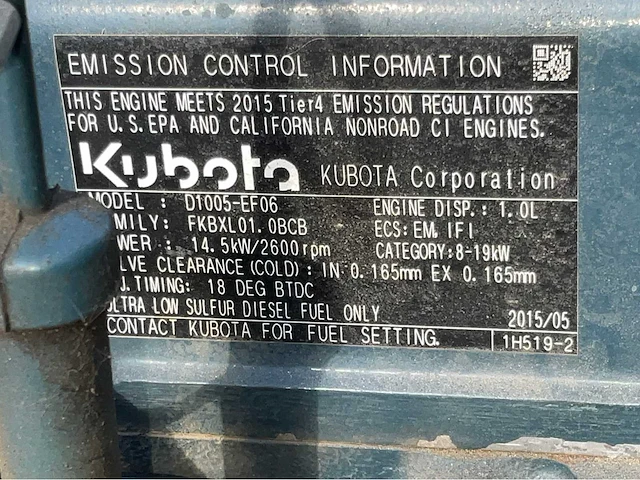 EMISSION CONTROL INFORMATION
THIS ENGINE MEETS 2015 Tier4 EMISSION REGULATIONS
FOR U.S. EPA AND CALIFORNIA NONROAD CI ENGINES.
Kubota KUBOTA Corporation
MODEL : D1005-EF06 ENGINE DISP.: 1.0L
AMILY: FKBXL01.0BCB ECS: EM, IFI
OWER : 14.5kW/2600rpm CATEGORY:8-19kW
LVE CLEARANCE (COLD) : IN 0.165mm EX 0.165mm
J. TIMING: 18 DEG BTDC
ULTRA LOW SULFUR DIESEL FUEL ONLY 2015/05
CONTACT KUBOTA FOR FUEL SETTING. 1H519-2